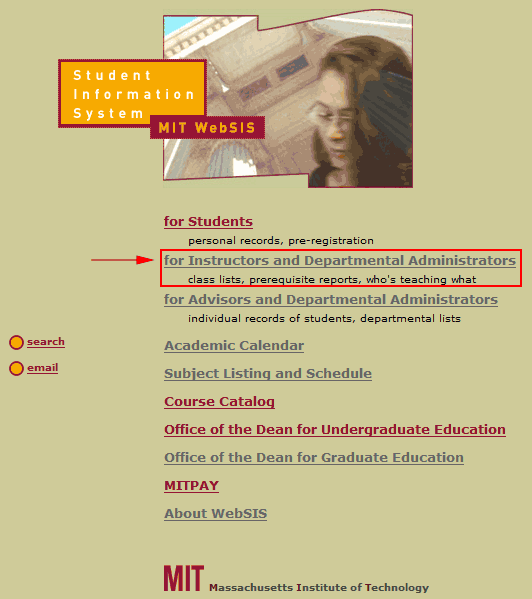 Student
Information
System
MIT WebSIS
for Students
personal records, pre-registration
for Instructors and Departmental Administrators
class lists, prerequisite reports, who's teaching what
for Advisors and Departmental Administrators
individual records of students, departmental lists
search
Academic Calendar
email
Subject Listing and Schedule
Course Catalog
Office of the Dean for Undergraduate Education
Office of the Dean for Graduate Education
MITPAY
About WebSIS
MIT Massachusetts Institute of Technology